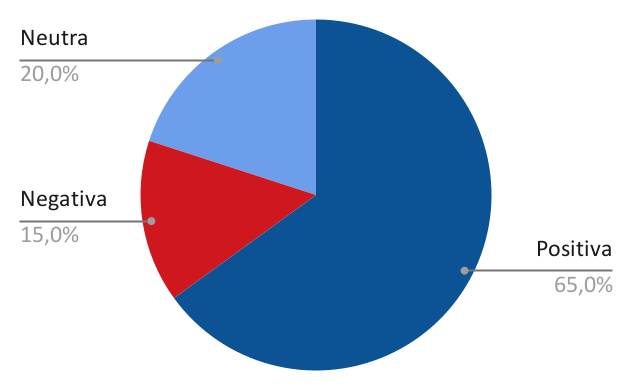 Neutra
20,0%
Negativa
15,0%
Positiva
65,0%